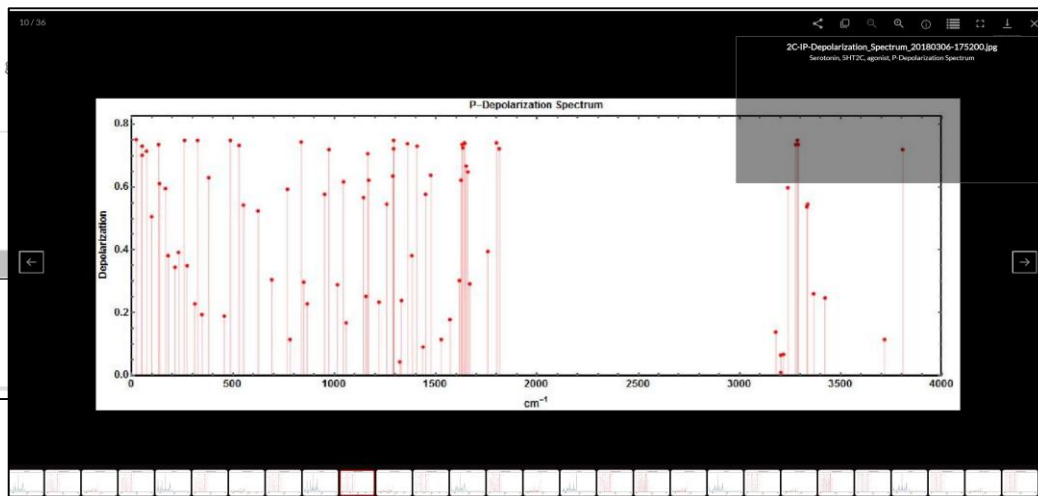 10 / 36
2C-IP-Depolarization_Spectrum_20180306-175200.jpg
Serotonin, 5HT2C, agonist, P-Depolarization Spectrum
P-Depolarization Spectrum
Depolarization
0.8
0.6
0.4
0.2
0.0
0 500 1000 1500 2000 2500 3000 3500 4000
cm⁻¹